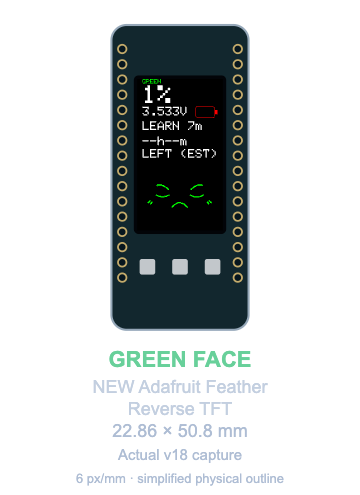 GREEN
1%
3.533V
LEARN 7m
--h--m
LEFT (EST)
GREEN FACE
NEW Adafruit Feather
Reverse TFT
22.86 × 50.8 mm
Actual v18 capture
6 px/mm · simplified physical outline